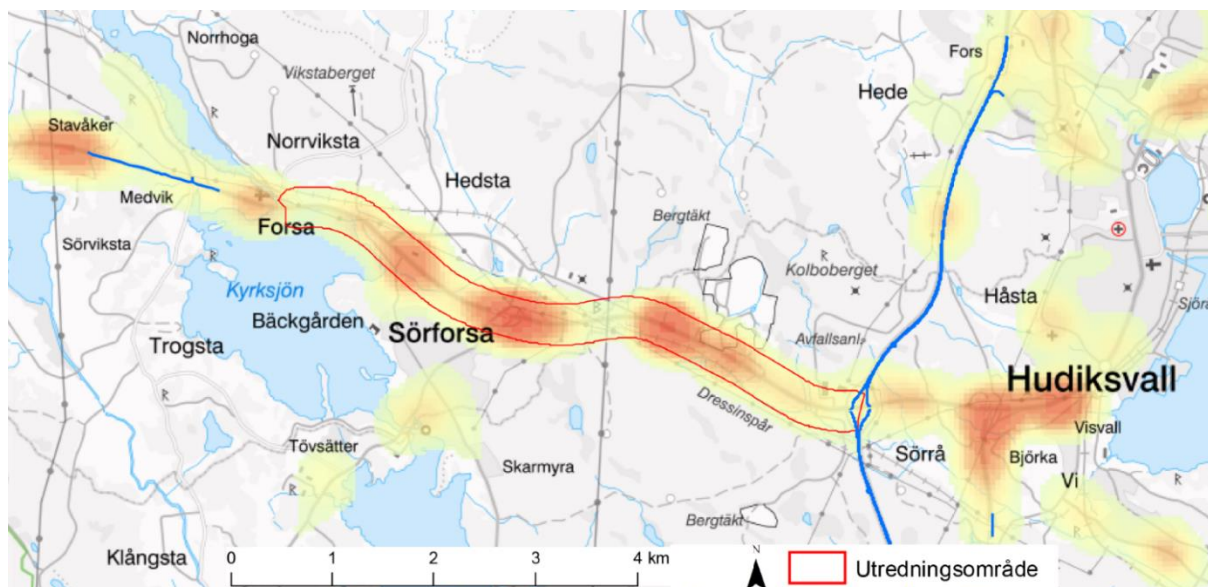 Norrhoga
Vikstaberget
Fors
Hede
Stavåker
Norrviksta
Hedsta
Medvik
Bergtäkt
Forsa
Sörviksta
Kolboberget
Kyrksjön
Håsta
Bäckgården
Sörforsa
Avfallsanl
Trogsta
Hudiksvall
Dressinspår
Visvall
Tövsätter
Skarmyra
Sörrå
Björka
Vi
Bergtäkt
Klångsta
0 1 2 3 4 km
N
Utredningsområde